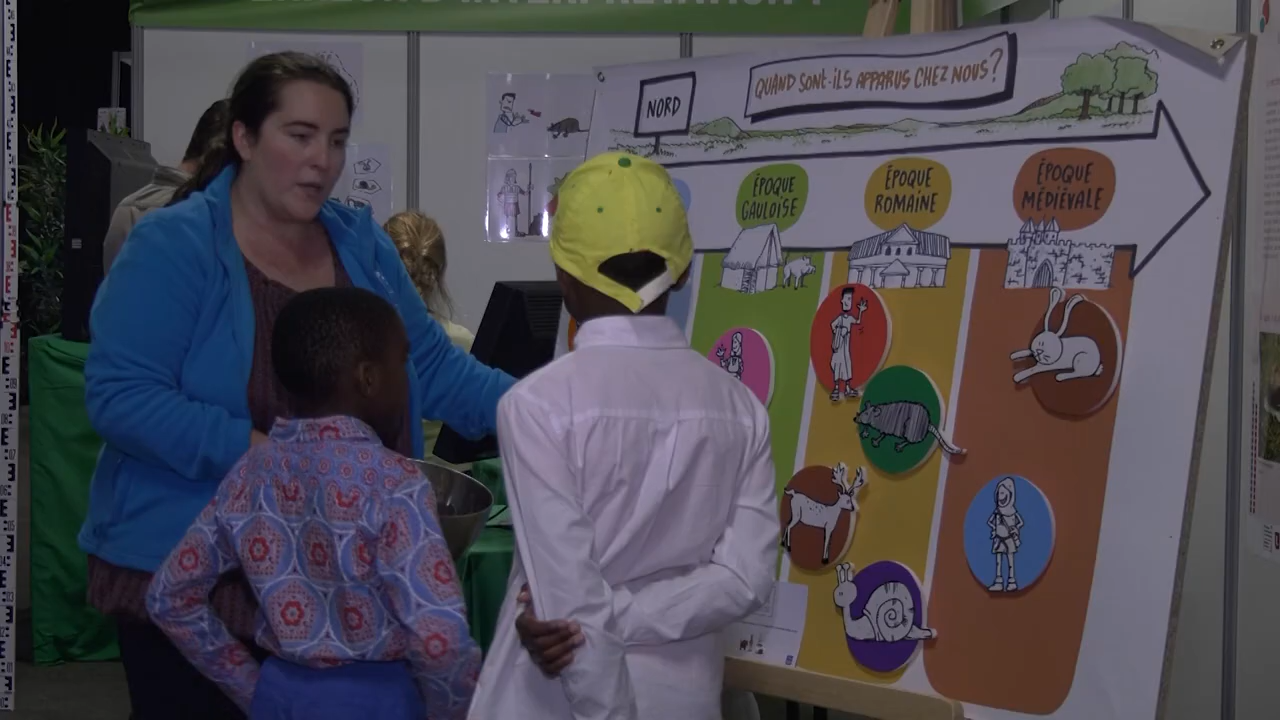 QUAND SONT-ILS APPARUS CHEZ NOUS?
NORD
ÉPOQUE
GAULOISE
ÉPOQUE
ROMAINE
ÉPOQUE
MÉDIÉVALE